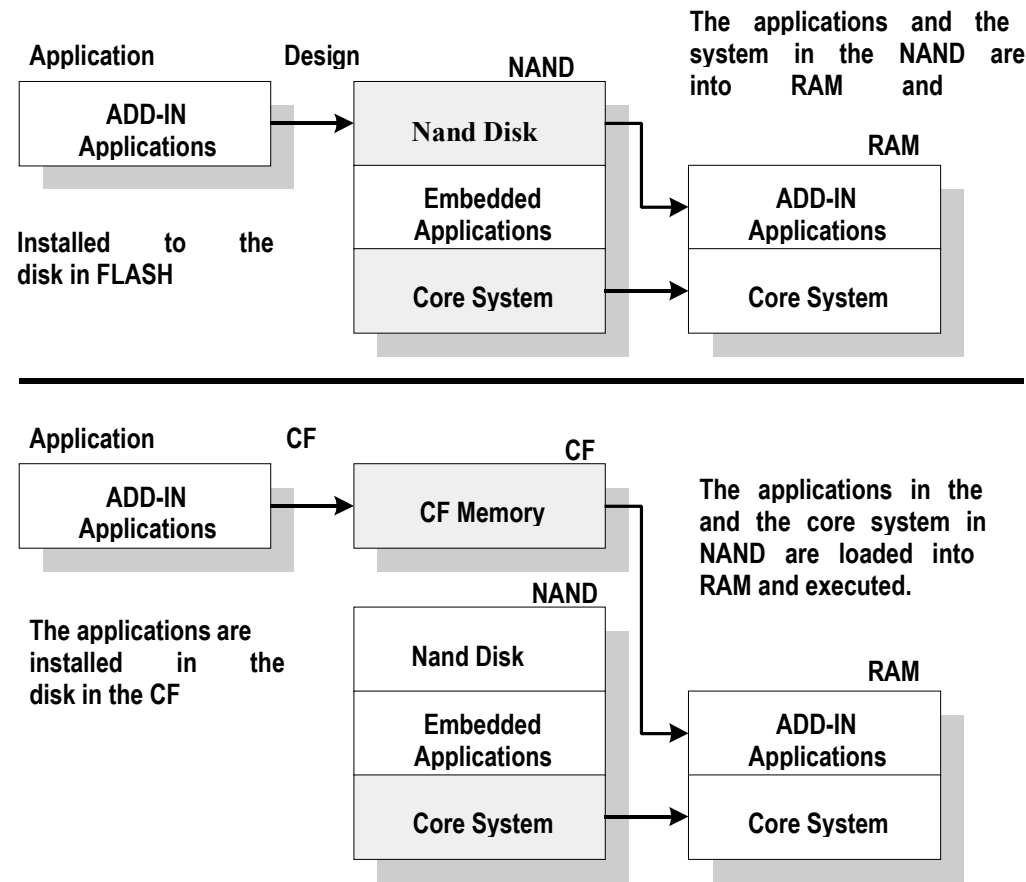 Application Design
NAND
The applications and the
system in the NAND are
into RAM and
ADD-IN
Applications
Nand Disk
Embedded
Applications
Core System
RAM
ADD-IN
Applications
Core System
Installed to the
disk in FLASH
Application CF
CF
ADD-IN
Applications
CF Memory
The applications in the
and the core system in
NAND are loaded into
RAM and executed.
The applications are
installed in the
disk in the CF
NAND
Nand Disk
Embedded
Applications
Core System
RAM
ADD-IN
Applications
Core System